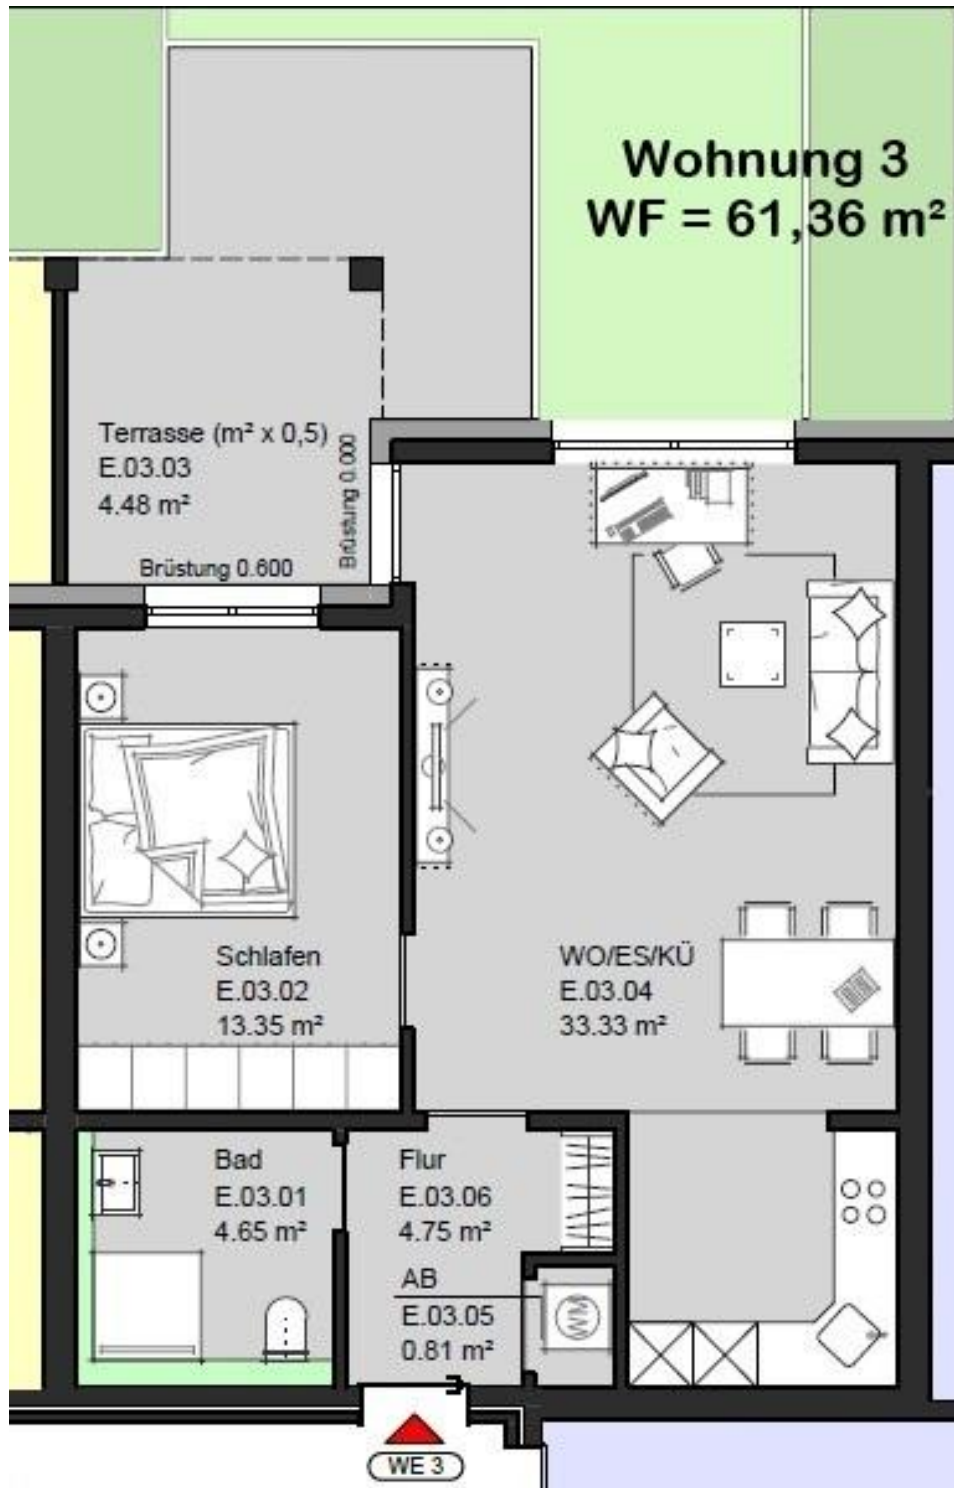 Wohnung 3
WF = 61,36 m²
Terrasse (m² x 0,5)
E.03.03
4.48 m²
Brüstung 0.000
Brüstung 0.600
Schlafen
E.03.02
13.35 m²
WO/ES/KÜ
E.03.04
33.33 m²
Bad
E.03.01
4.65 m²
Flur
E.03.06
4.75 m²
AB
E.03.05
0.81 m²
WM
WE 3